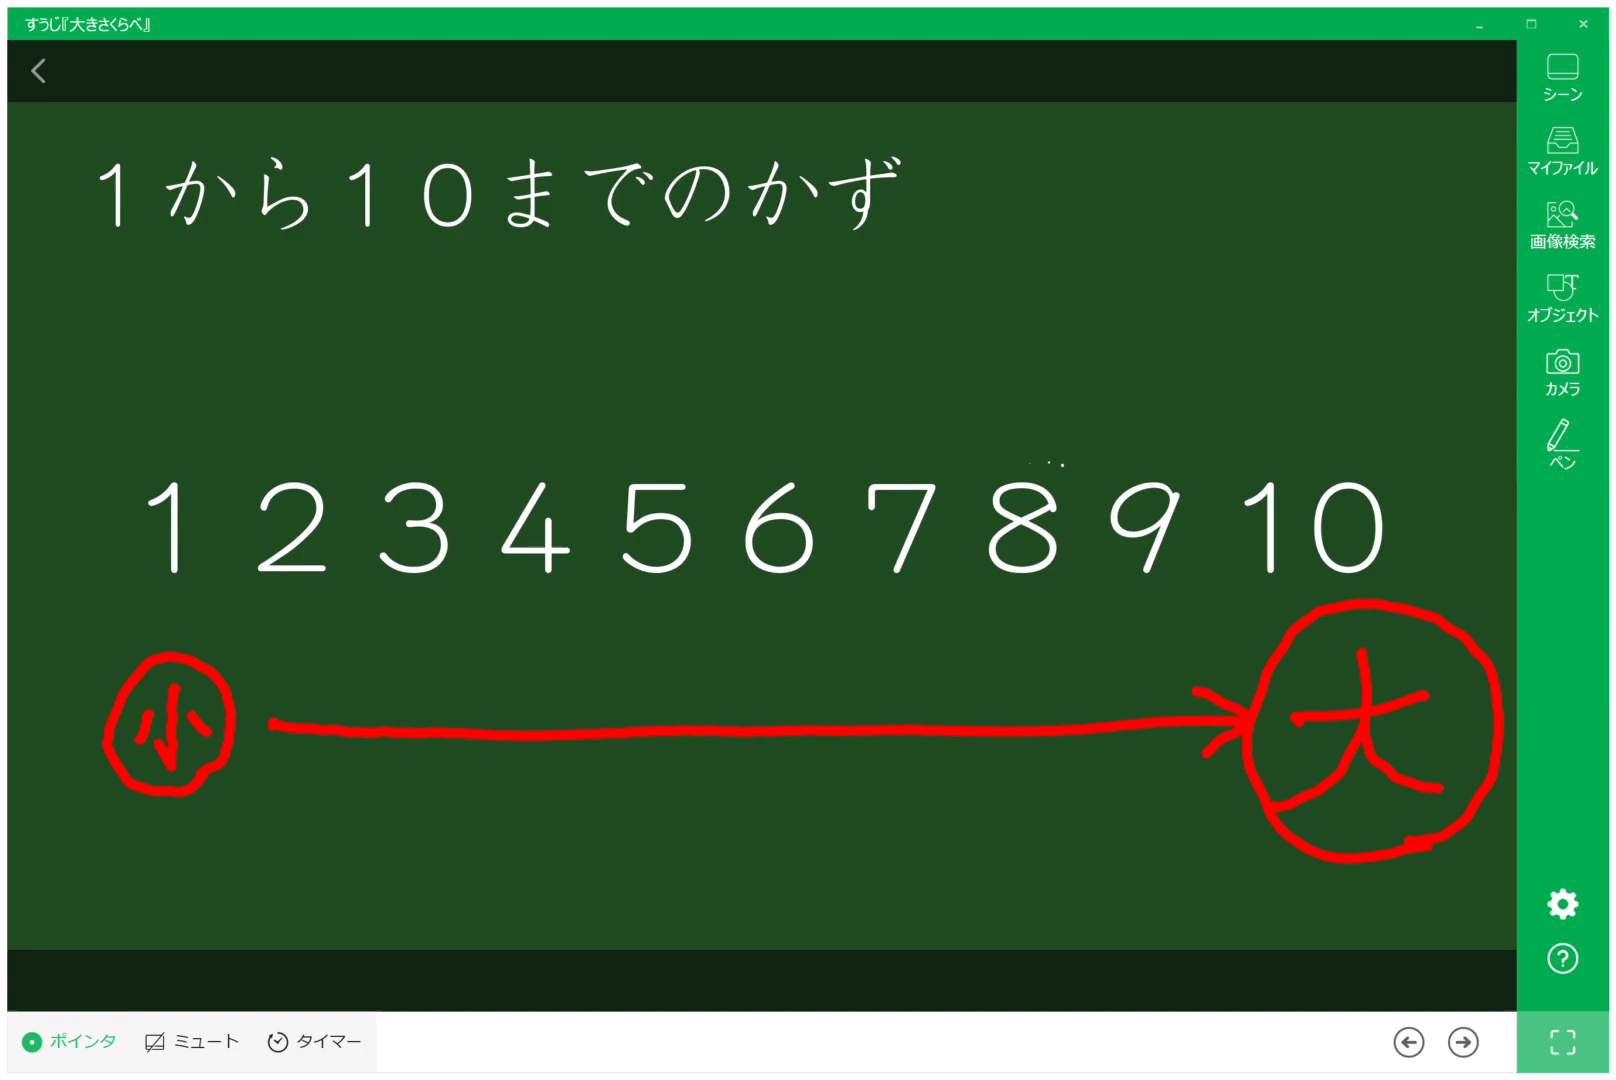 すうじ『大きさくらべ』
シーン
マイファイル
画像検索
オブジェクト
カメラ
ペン
１から１０までのかず
1 2 3 4 5 6 7 8 9 10
小 大
ポインタ ミュート タイマー